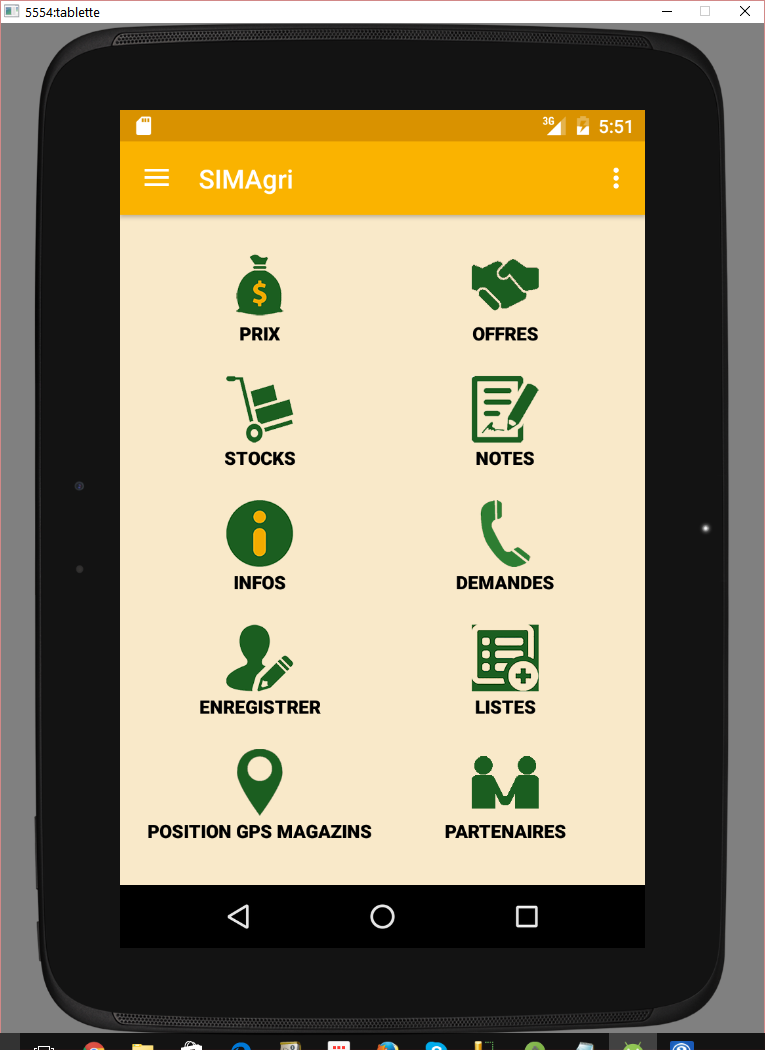 5554:tablette
3G 5:51
SIMAgri
$
PRIX OFFRES
STOCKS NOTES
INFOS DEMANDES
ENREGISTRER LISTES
POSITION GPS MAGAZINS PARTENAIRES